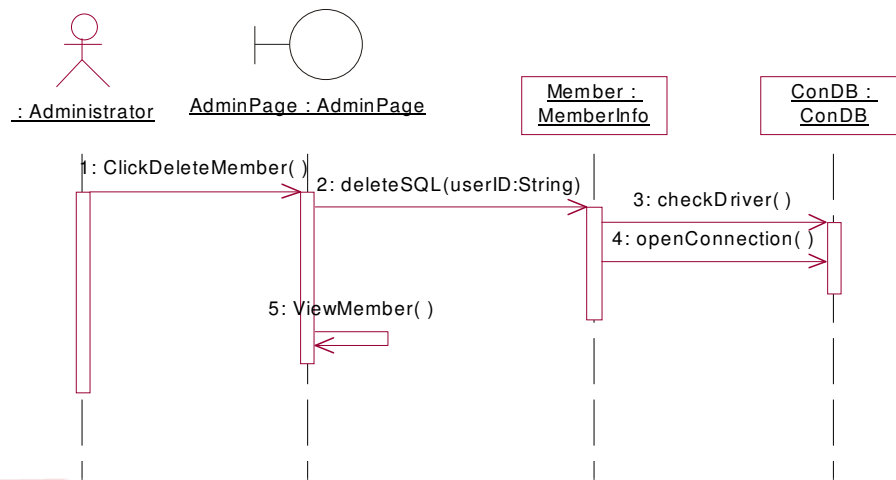 : Administrator
AdminPage : AdminPage
Member :
MemberInfo
ConDB :
ConDB
1: ClickDeleteMember( )
2: deleteSQL(userID:String)
3: checkDriver( )
4: openConnection( )
5: ViewMember( )